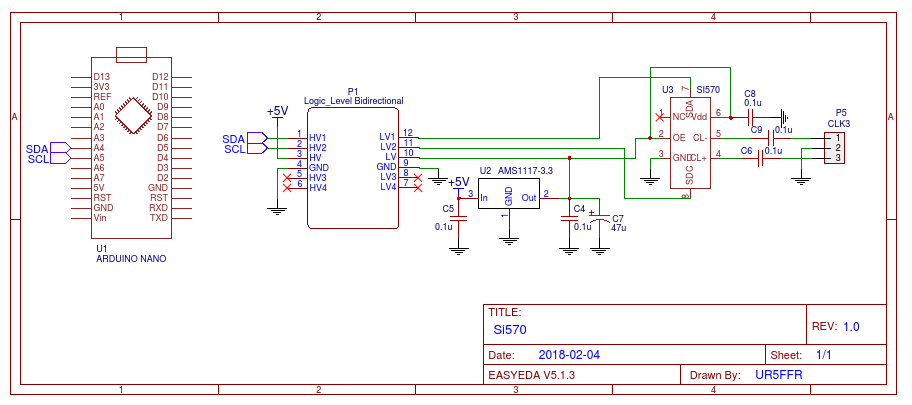 1 2 3 4
A A
D13 D12
3V3 D11
REF D10
A0 D9
A1 D8
A2 D7
A3 D6
SDA A4 D5
SCL A5 D4
A6 D3
A7 D2
5V GND
RST RST
GND RXD
Vin TXD
U1
ARDUINO NANO
P1
Logic_Level Bidirectional
+5V
SDA
SCL
1 HV1 LV1 12
2 HV2 LV2 11
3 HV LV 10
4 GND GND 9
5 HV3 LV3 8
6 HV4 LV4 7
+5V
U2 AMS1117-3.3
3 In GND Out 2
1
C5
0.1u
C4
0.1u
C7
47u
+
U3 SI570
7
SDA
1 NC Vdd 6
2 OE CL- 5
3 GND CL+ 4
SDC
8
C8
0.1u
C9 0.1u
C6 0.1u
P5
CLK3
1
2
3
TITLE:
Si570
REV: 1.0
Date: 2018-02-04 Sheet: 1/1
EASYEDA V5.1.3 Drawn By: UR5FFR
1 2 3 4